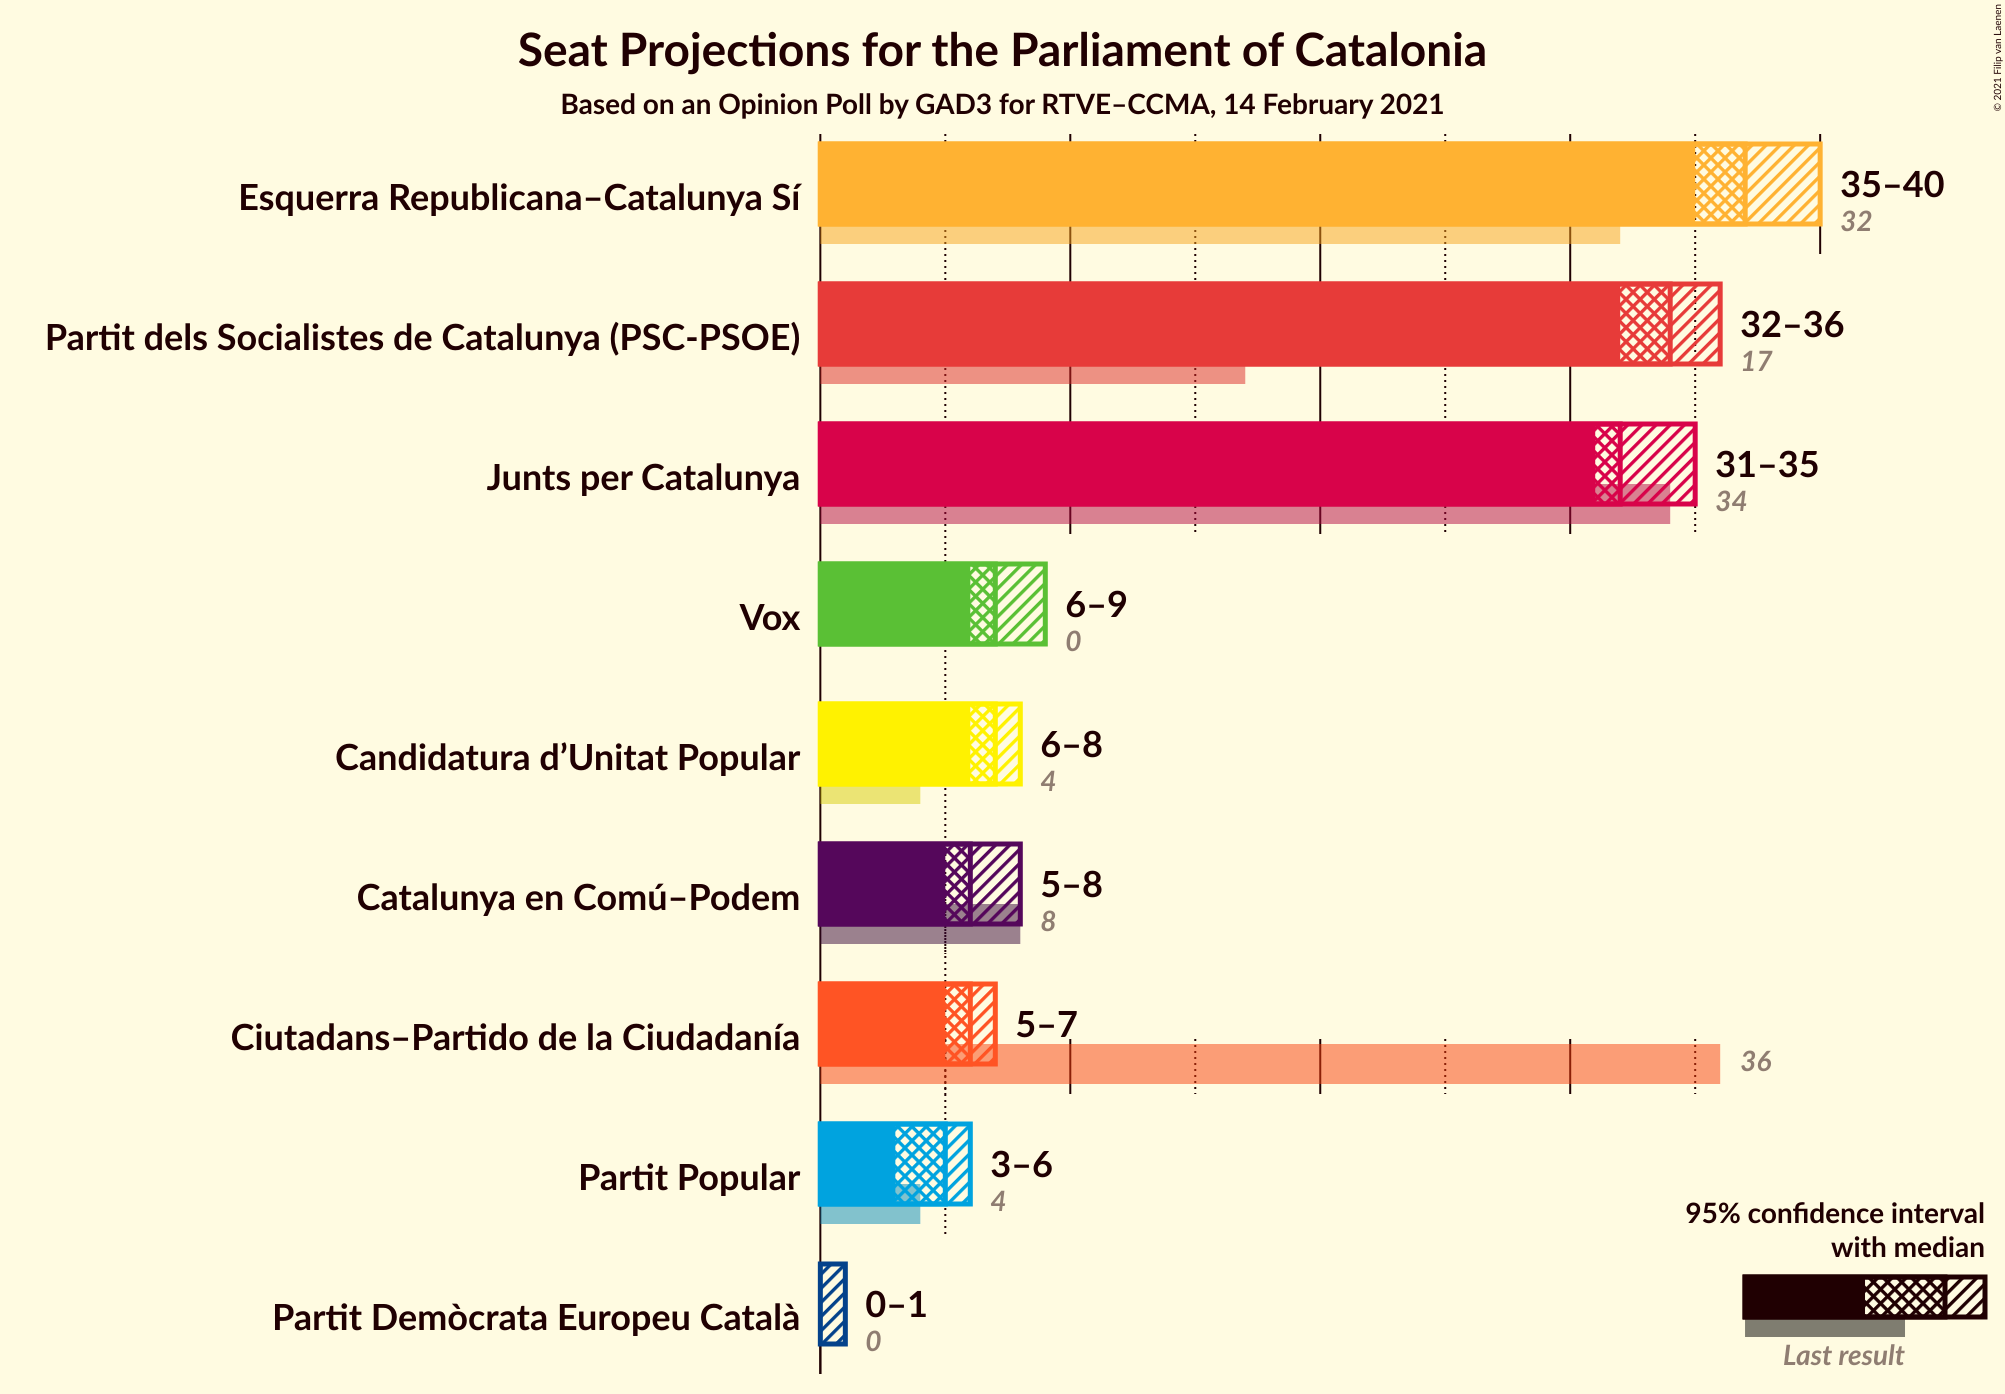 Seat Projections for the Parliament of Catalonia
Based on an Opinion Poll by GAD3 for RTVE–CCMA, 14 February 2021
© 2021 Filip van Laenen
Esquerra Republicana–Catalunya Sí
35–40
32
Partit dels Socialistes de Catalunya (PSC-PSOE)
32–36
17
Junts per Catalunya
31–35
34
Vox
6–9
0
Candidatura d’Unitat Popular
6–8
4
Catalunya en Comú–Podem
5–8
8
Ciutadans–Partido de la Ciudadanía
5–7
36
Partit Popular
3–6
4
Partit Demòcrata Europeu Català
0–1
0
95% confidence interval
with median
Last result